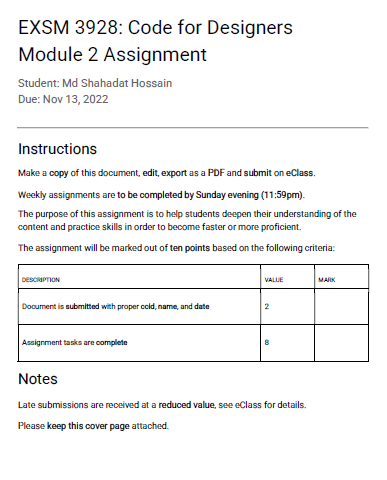 EXSM 3928: Code for Designers
Module 2 Assignment
Student: Md Shahadat Hossain
Due: Nov 13, 2022
Instructions
Make a copy of this document, edit, export as a PDF and submit on eClass.
Weekly assignments are to be completed by Sunday evening (11:59pm).
The purpose of this assignment is to help students deepen their understanding of the
content and practice skills in order to become faster or more proficient.
The assignment will be marked out of ten points based on the following criteria:
DESCRIPTION VALUE MARK
Document is submitted with proper ccid, name, and date 2
Assignment tasks are complete 8
Notes
Late submissions are received at a reduced value, see eClass for details.
Please keep this cover page attached.